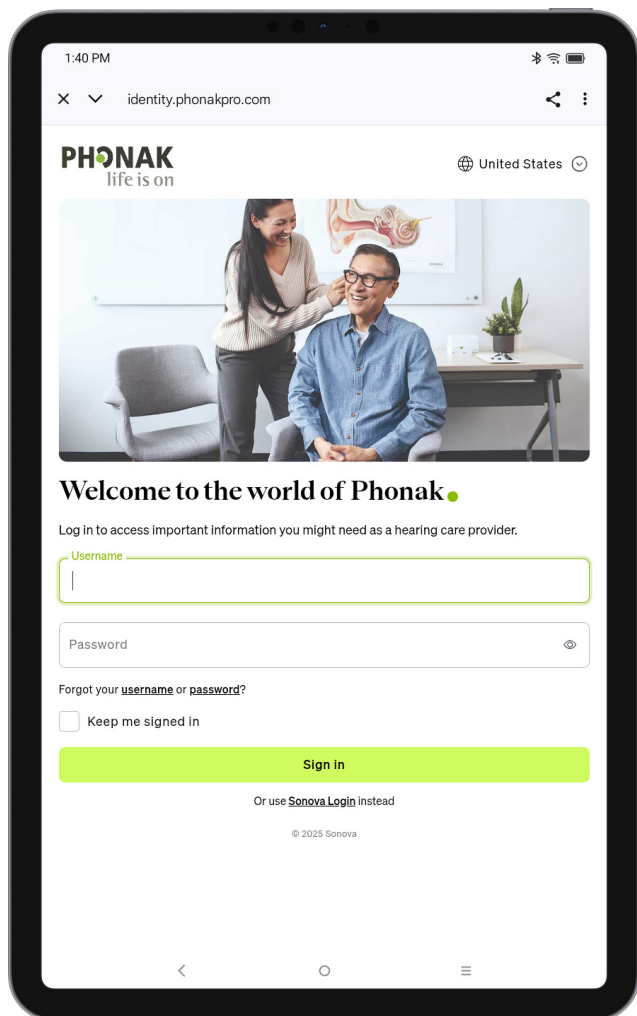 1:40 PM
identity.phonakpro.com
PHONAK
life is on
United States
Welcome to the world of Phonak
Log in to access important information you might need as a hearing care provider.
Username
Password
Forgot your username or password?
Keep me signed in
Sign in
Or use Sonova Login instead
© 2025 Sonova